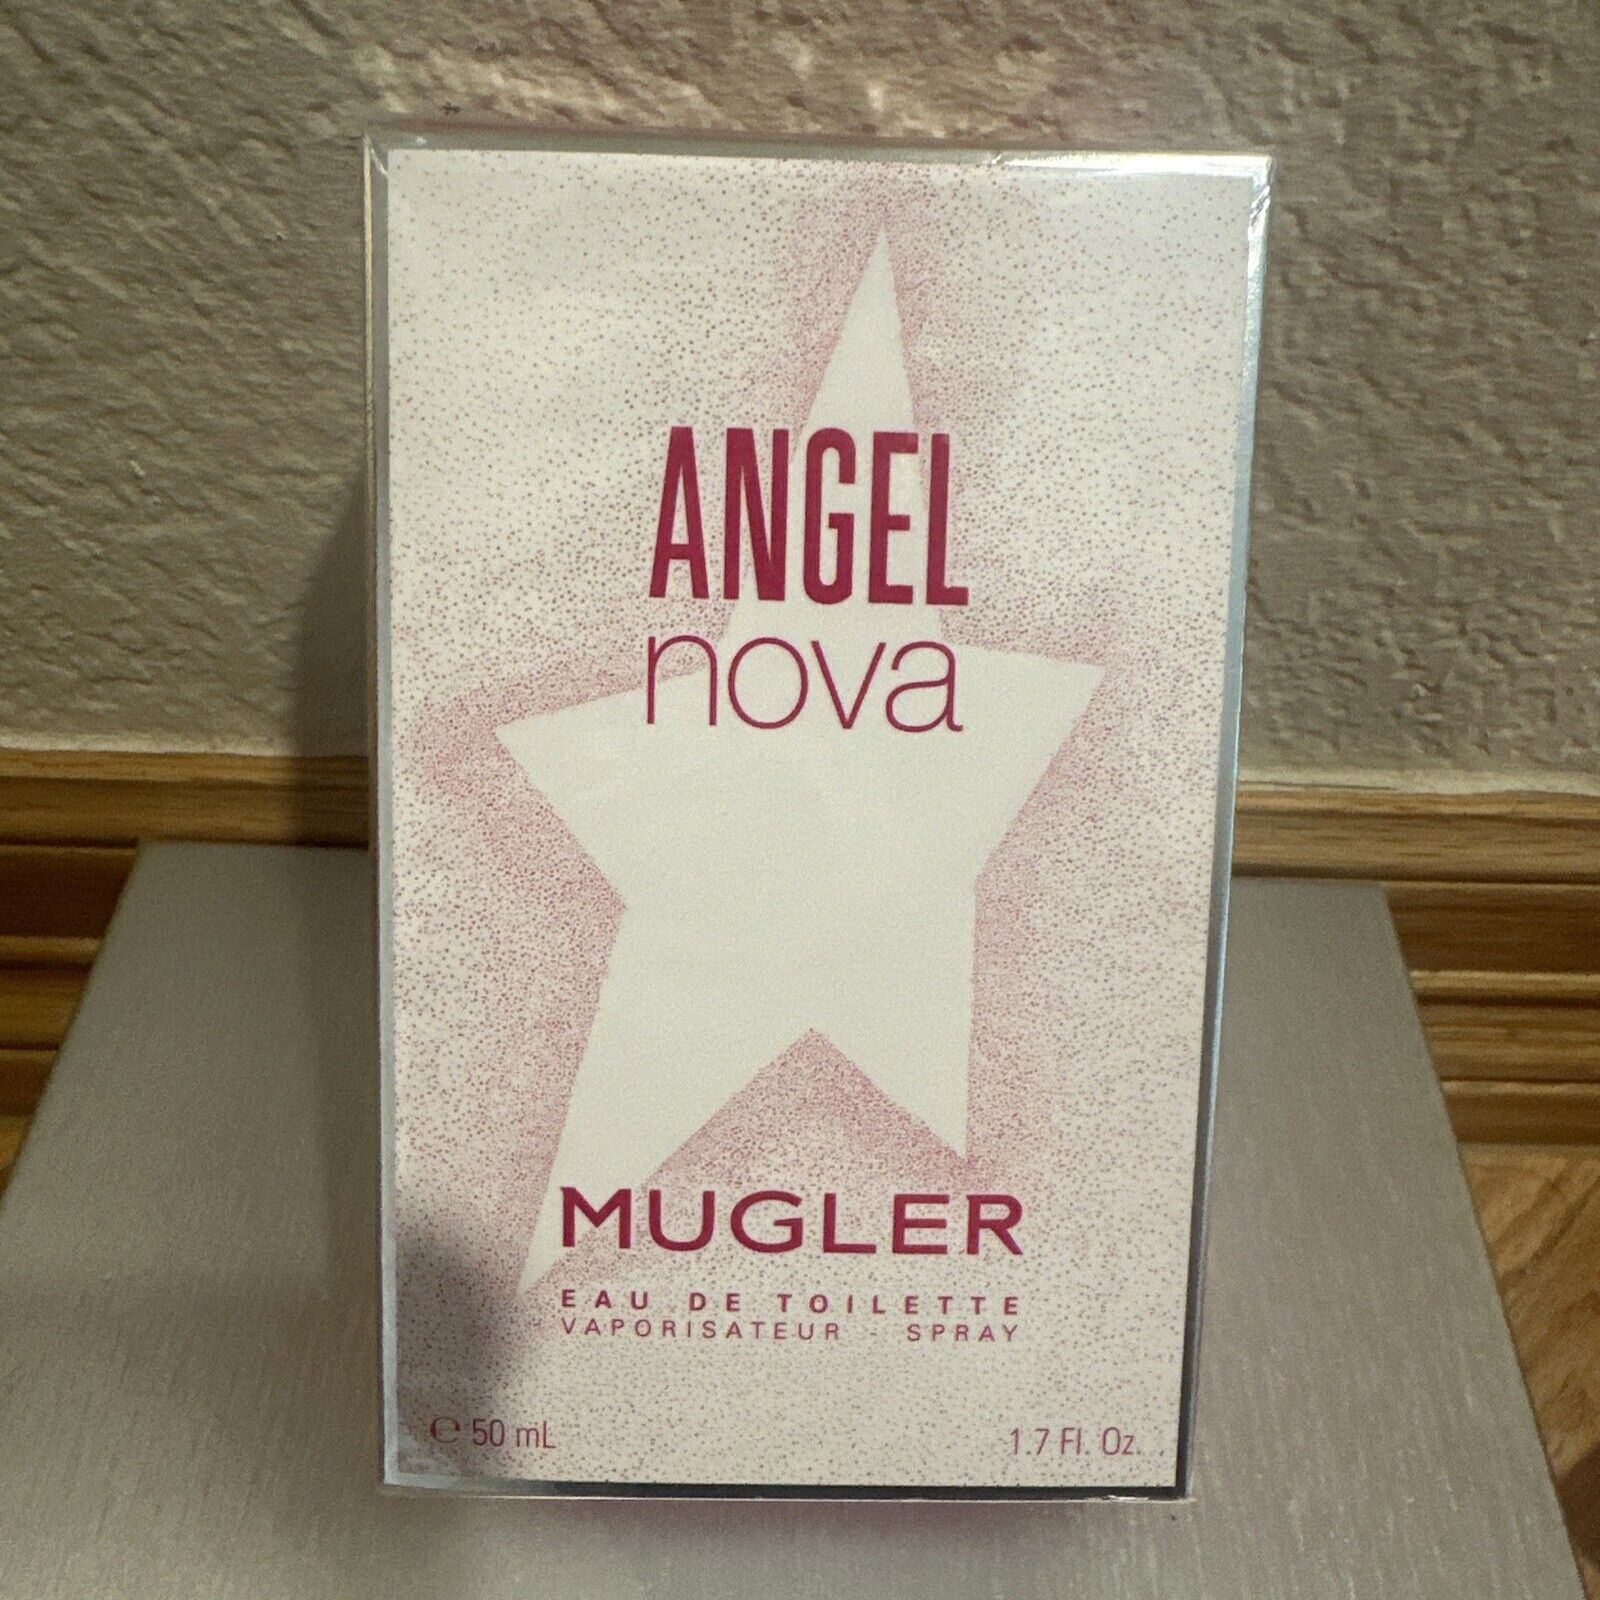 ANGEL
nova
MUGLER
EAU DE TOILETTE
VAPORISATEUR - SPRAY
℮ 50 mL
1.7 Fl. Oz.